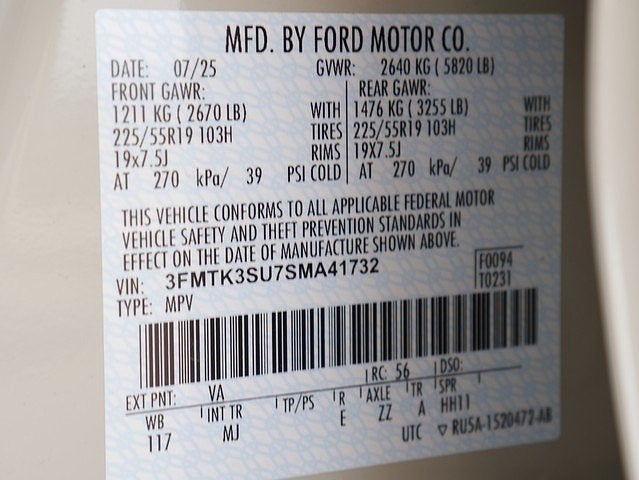 MFD. BY FORD MOTOR CO.
DATE: 07/25 GVWR: 2640 KG ( 5820 LB)
FRONT GAWR: REAR GAWR:
1211 KG ( 2670 LB) WITH 1476 KG ( 3255 LB) WITH
225/55R19 103H TIRES 225/55R19 103H TIRES
19x7.5J RIMS 19X7.5J RIMS
AT 270 kPa/ 39 PSI COLD AT 270 kPa/ 39 PSI COLD
THIS VEHICLE CONFORMS TO ALL APPLICABLE FEDERAL MOTOR
VEHICLE SAFETY AND THEFT PREVENTION STANDARDS IN
EFFECT ON THE DATE OF MANUFACTURE SHOWN ABOVE.
VIN: 3FMTK3SU7SMA41732 F0094
TYPE: MPV T0231
EXT PNT: VA RC: 56 DSO:
WB INT TR TP/PS R AXLE TR SPR
117 MJ E ZZ A HH11
UTC ▽ RU5A-1520472-AB